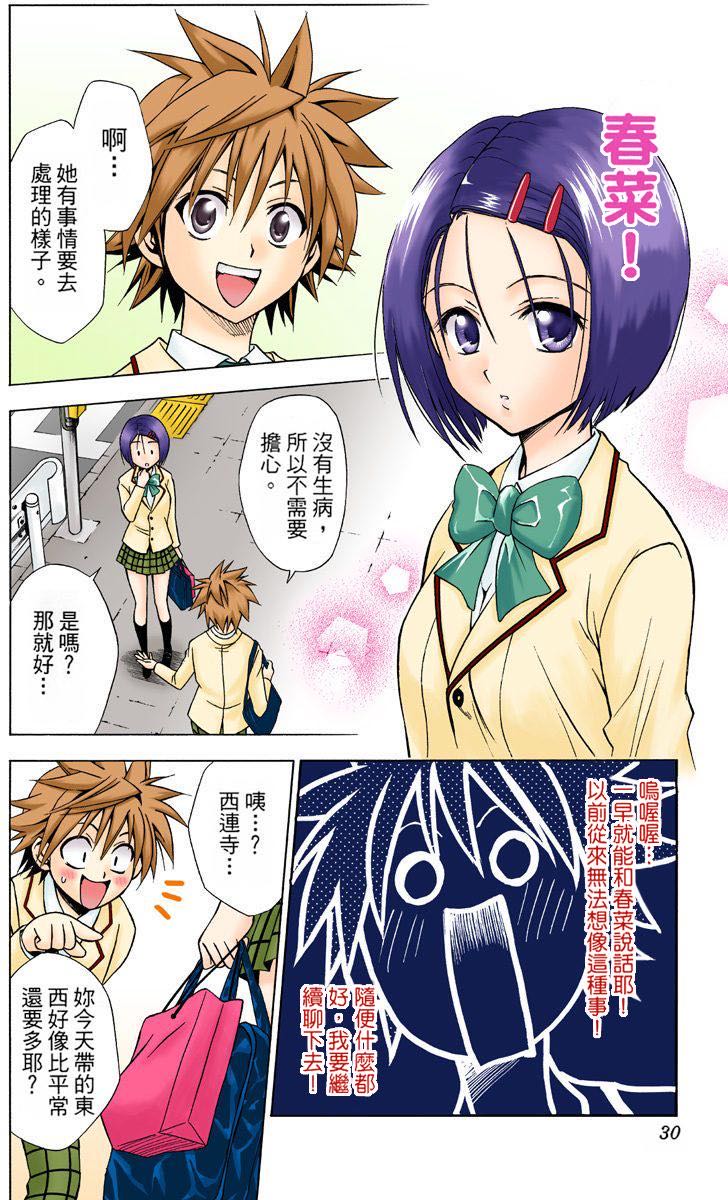 春菜！
啊…
她有事情要去
處理的樣子。
沒有生病，
所以不需要
擔心。
是嗎？
那就好…
嗚喔喔…
一早就能和春菜說話耶！
以前從來無法想像這種事！
隨便什麼都
好，我要繼
續聊下去！
咦…？
西連寺…
妳今天帶的東
西好像比平常
還要多耶？
30